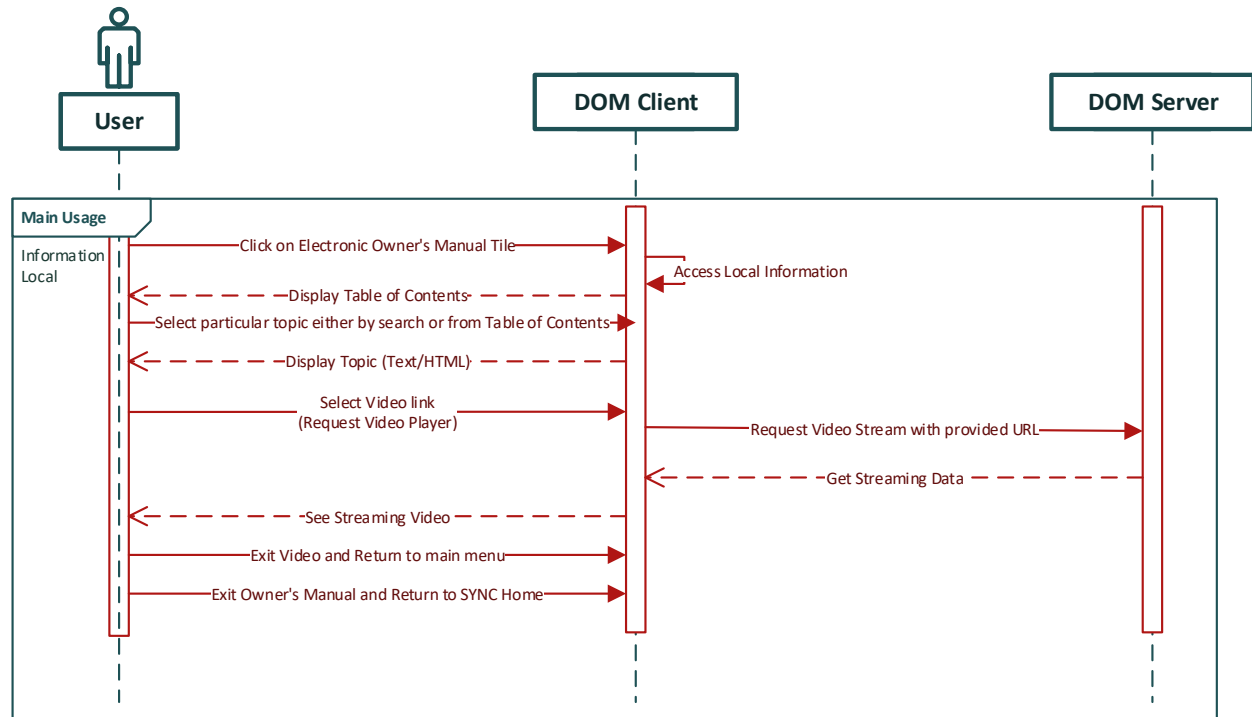 User
DOM Client
DOM Server
Main Usage
Information
Local
Click on Electronic Owner's Manual Tile
Access Local Information
Display Table of Contents
Select particular topic either by search or from Table of Contents
Display Topic (Text/HTML)
Select Video link
(Request Video Player)
Request Video Stream with provided URL
Get Streaming Data
See Streaming Video
Exit Video and Return to main menu
Exit Owner's Manual and Return to SYNC Home